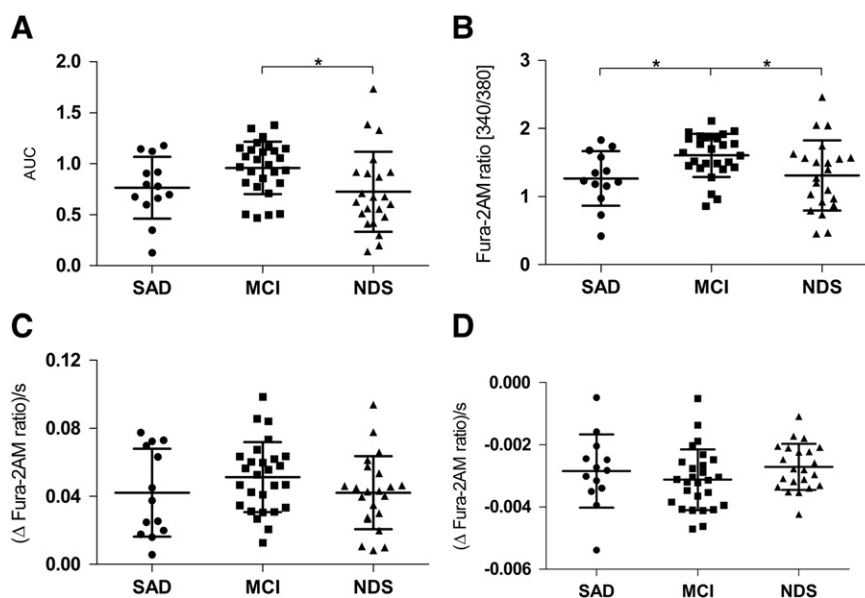 A
2.0
1.5
1.0
0.5
0.0
AUC
*
SAD MCI NDS
B
3
2
1
0
Fura-2AM ratio [340/380]
* *
SAD MCI NDS
C
0.12
0.08
0.04
0.00
(Δ Fura-2AM ratio)/s
SAD MCI NDS
D
0.000
-0.002
-0.004
-0.006
(Δ Fura-2AM ratio)/s
SAD MCI NDS